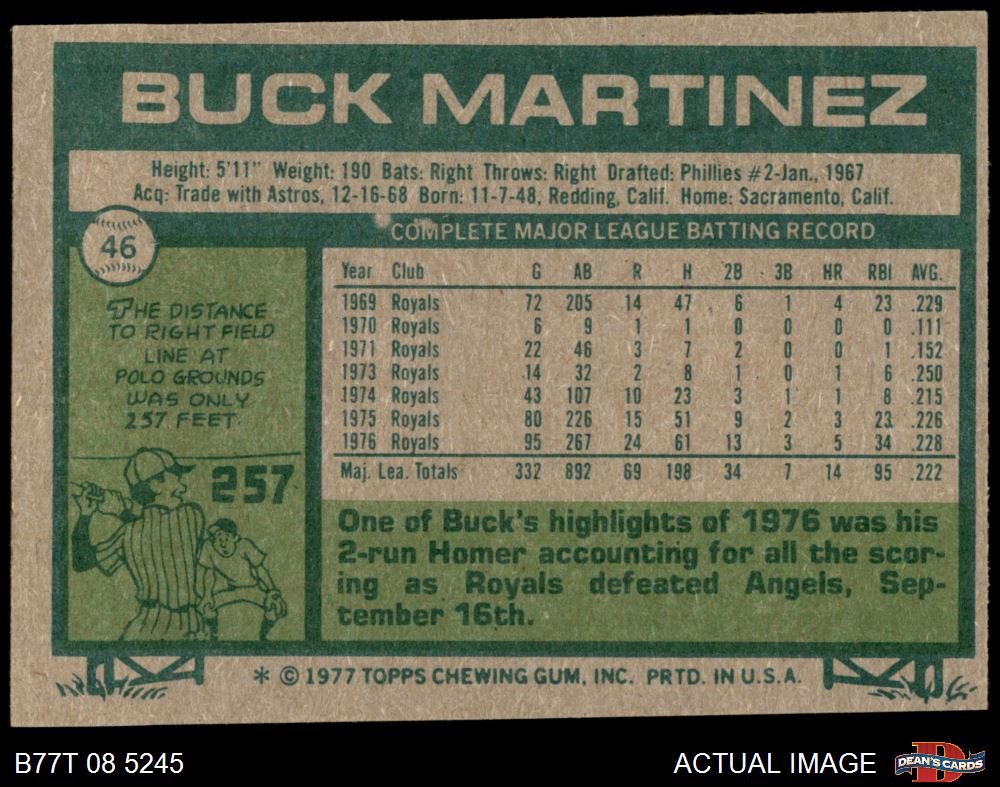 BUCK MARTINEZ
Height: 5'11" Weight: 190 Bats: Right Throws: Right Drafted: Phillies #2-Jan., 1967
Acq: Trade with Astros, 12-16-68 Born: 11-7-48, Redding, Calif. Home: Sacramento, Calif.
46
THE DISTANCE
TO RIGHT FIELD
LINE AT
POLO GROUNDS
WAS ONLY
257 FEET.
257
COMPLETE MAJOR LEAGUE BATTING RECORD
Year Club G AB R H 2B 3B HR RBI AVG.
1969 Royals 72 205 14 47 6 1 4 23 .229
1970 Royals 6 9 1 1 0 0 0 0 .111
1971 Royals 22 46 3 7 2 0 0 1 .152
1973 Royals 14 32 2 8 1 0 1 6 .250
1974 Royals 43 107 10 23 3 1 1 8 .215
1975 Royals 80 226 15 51 9 2 3 23 .226
1976 Royals 95 267 24 61 13 3 5 34 .228
Maj. Lea. Totals 332 892 69 198 34 7 14 95 .222
One of Buck's highlights of 1976 was his
2-run Homer accounting for all the scor-
ing as Royals defeated Angels, Sep-
tember 16th.
* © 1977 TOPPS CHEWING GUM, INC. PRTD. IN U.S.A.
B77T 08 5245
ACTUAL IMAGE
D
DEAN'S CARDS